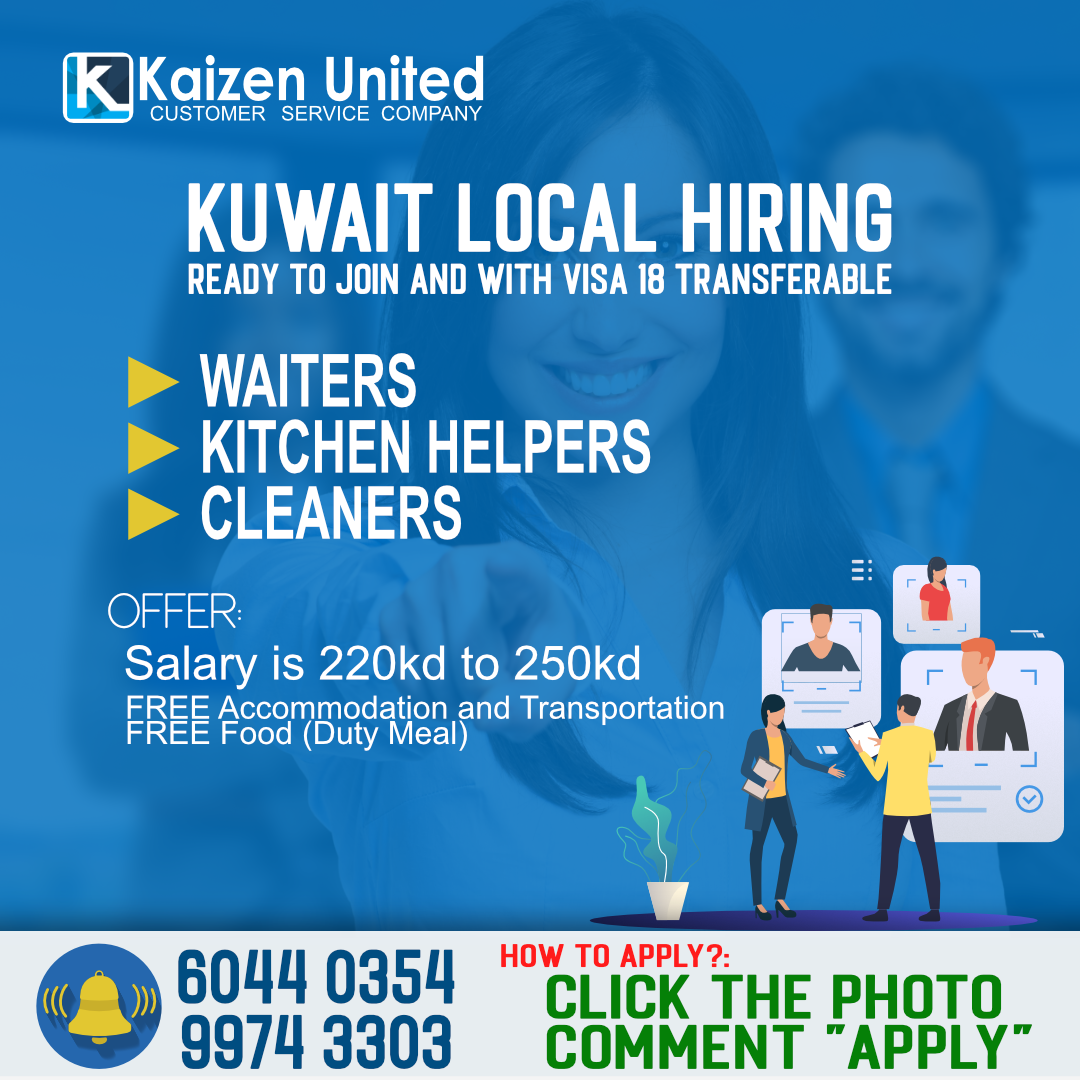 K Kaizen United
CUSTOMER SERVICE COMPANY
KUWAIT LOCAL HIRING
READY TO JOIN AND WITH VISA 18 TRANSFERABLE
WAITERS
KITCHEN HELPERS
CLEANERS
OFFER:
Salary is 220kd to 250kd
FREE Accommodation and Transportation
FREE Food (Duty Meal)
6044 0354
9974 3303
HOW TO APPLY?:
CLICK THE PHOTO
COMMENT "APPLY"